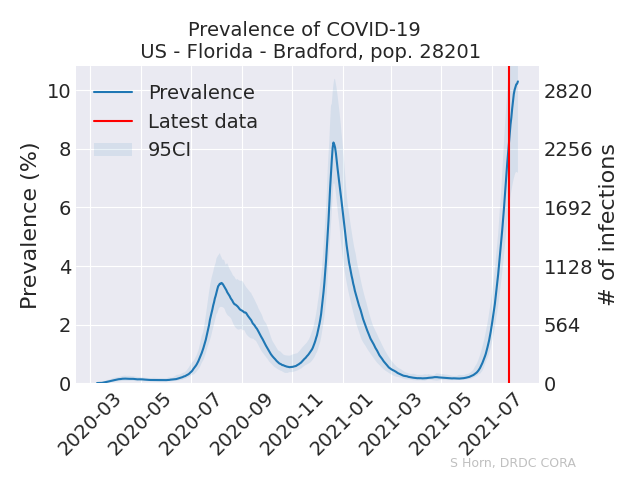 Prevalence of COVID-19
US - Florida - Bradford, pop. 28201
Prevalence
Latest data
95CI
Prevalence (%)
10
8
6
4
2
0
2820
2256
1692
1128
564
0
# of infections
2020-03
2020-05
2020-07
2020-09
2020-11
2021-01
2021-03
2021-05
2021-07
S Horn, DRDC CORA